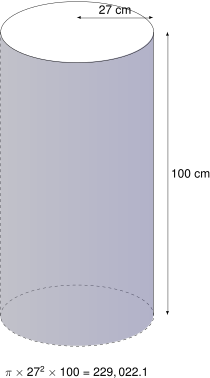 27 cm
100 cm
π × 27² × 100 = 229, 022.1